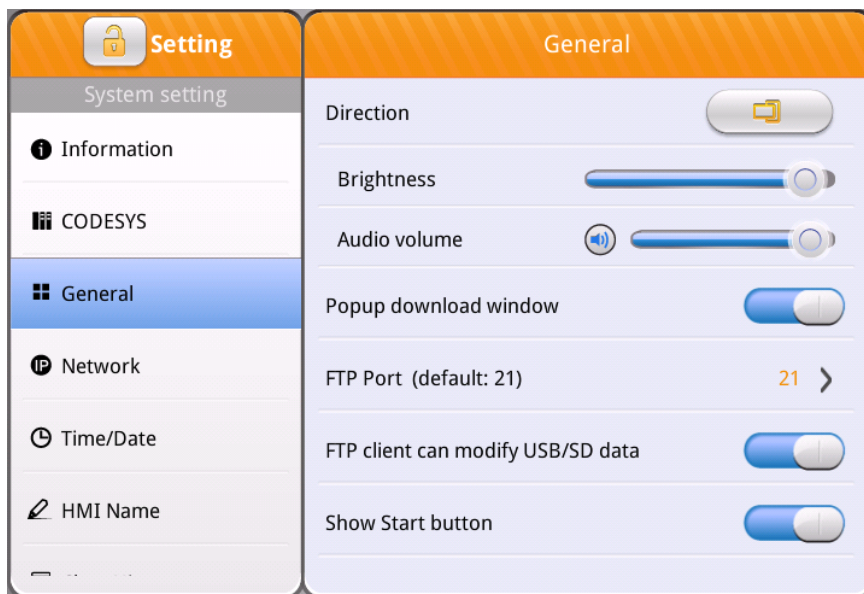 Setting
System setting
Information
CODESYS
General
IP Network
Time/Date
HMI Name
General
Direction
Brightness
Audio volume
Popup download window
FTP Port (default: 21) 21
FTP client can modify USB/SD data
Show Start button